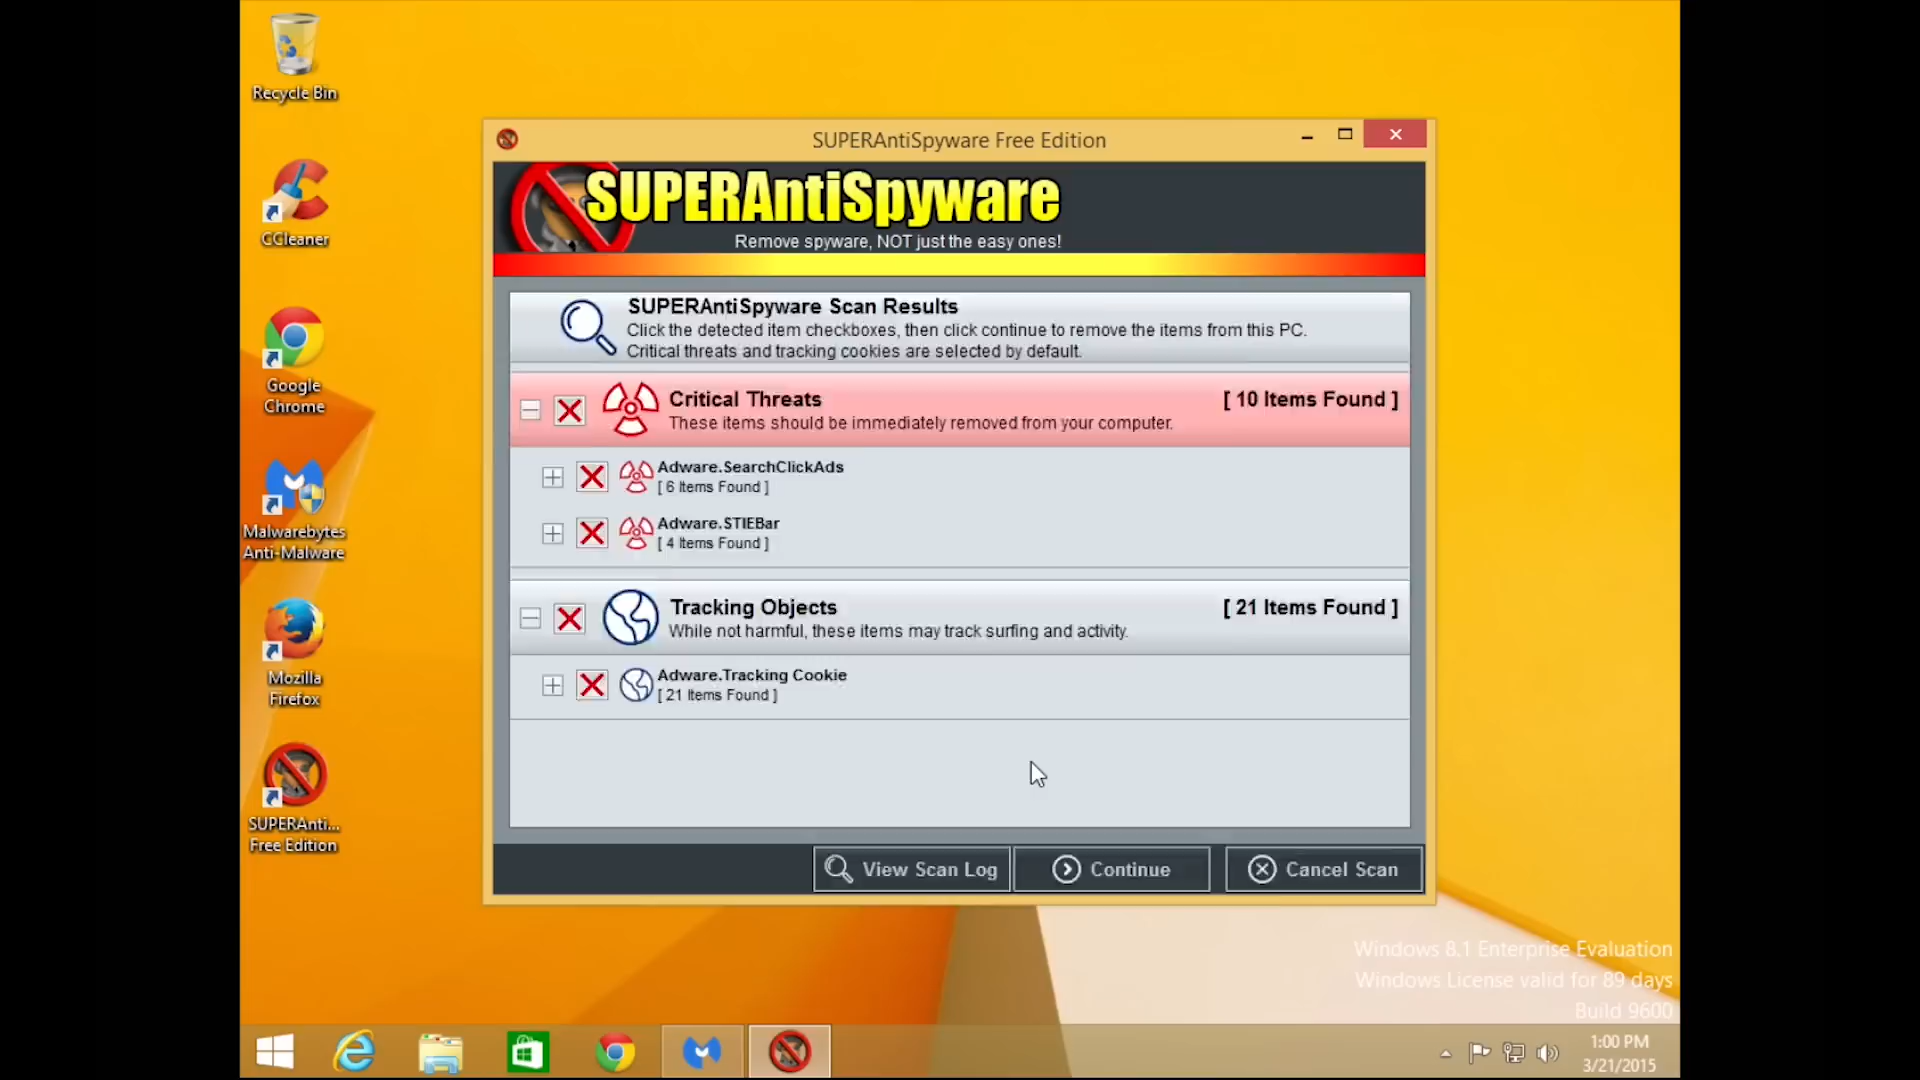 Recycle Bin
CCleaner
Google
Chrome
Malwarebytes
Anti-Malware
Mozilla
Firefox
SUPERAnti...
Free Edition
SUPERAntiSpyware Free Edition
SUPERAntiSpyware
Remove spyware, NOT just the easy ones!
SUPERAntiSpyware Scan Results
Click the detected item checkboxes, then click continue to remove the items from this PC.
Critical threats and tracking cookies are selected by default.
Critical Threats
[ 10 Items Found ]
These items should be immediately removed from your computer.
Adware.SearchClickAds
[ 6 Items Found ]
Adware.STIEBar
[ 4 Items Found ]
Tracking Objects
[ 21 Items Found ]
While not harmful, these items may track surfing and activity.
Adware.Tracking Cookie
[ 21 Items Found ]
View Scan Log
Continue
Cancel Scan
Windows 8.1 Enterprise Evaluation
Windows License valid for 89 days
Build 9600
1:00 PM
3/21/2015